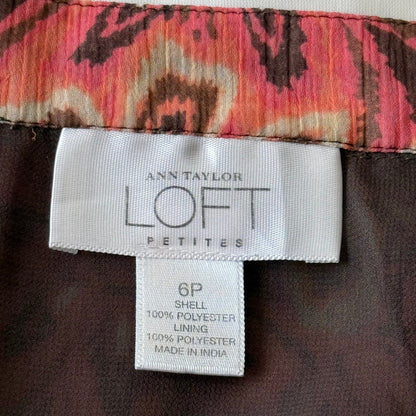 ANN TAYLOR
LOFT
PETITES
6P
SHELL
100% POLYESTER
LINING
100% POLYESTER
MADE IN INDIA